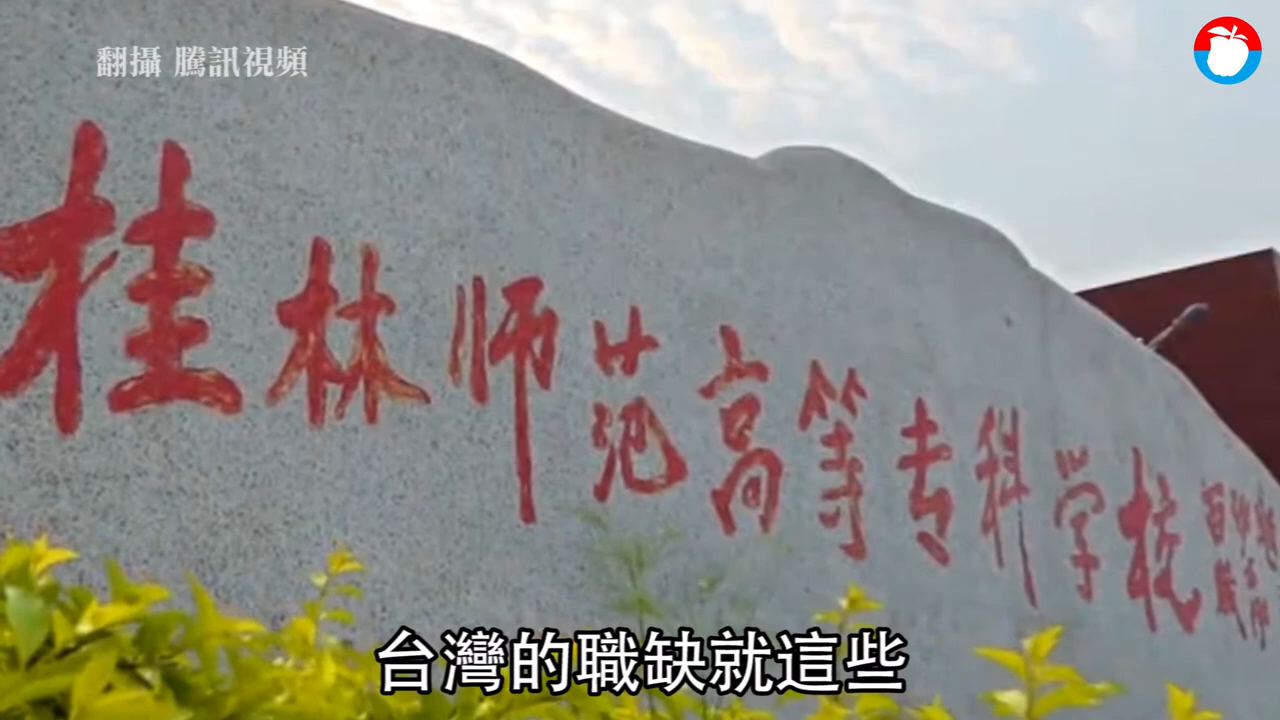 翻攝 騰訊視頻
桂林师范高等专科学校
台灣的職缺就這些